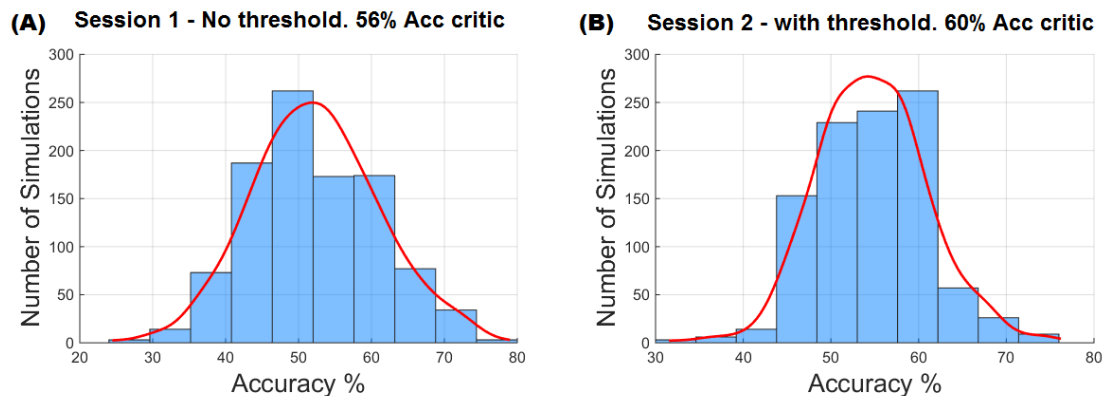 (A) Session 1 - No threshold. 56% Acc critic
300
250
200
150
100
50
0
Number of Simulations
20 30 40 50 60 70 80
Accuracy %
(B) Session 2 - with threshold. 60% Acc critic
300
250
200
150
100
50
0
Number of Simulations
30 40 50 60 70 80
Accuracy %